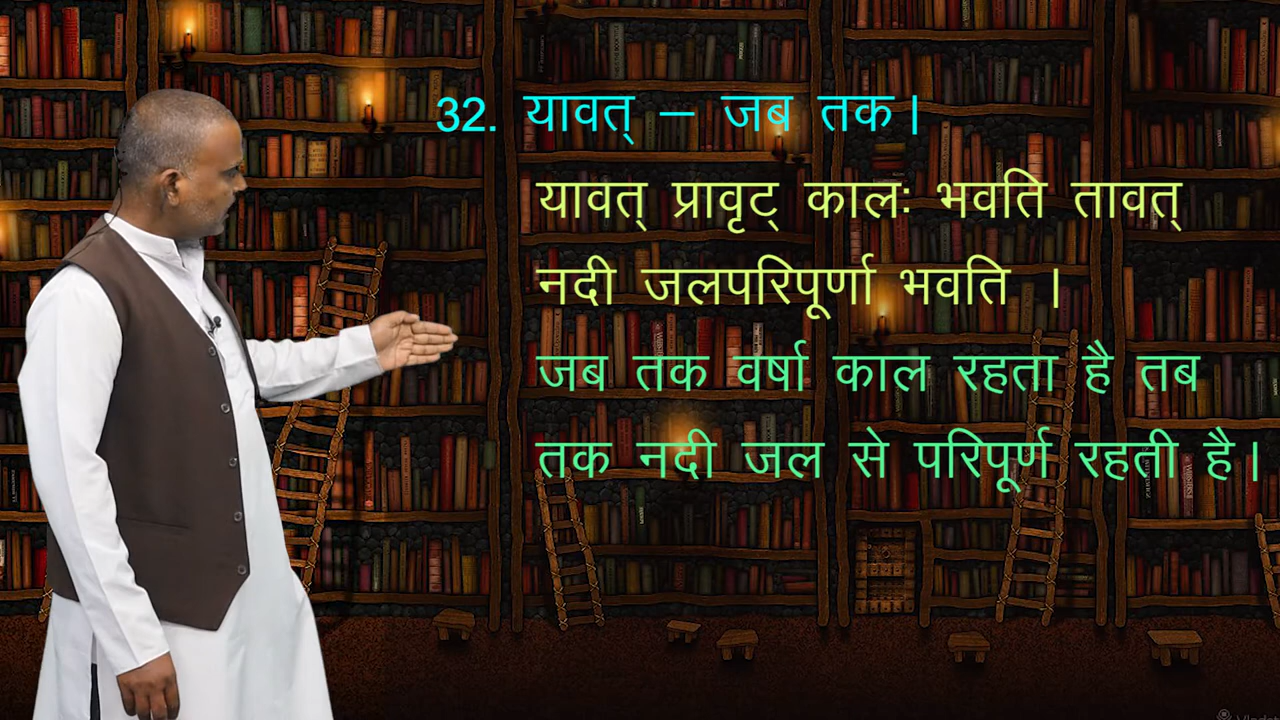 32. यावत् – जब तक।
यावत् प्रावृट् कालः भवति तावत्
नदी जलपरिपूर्णा भवति ।
जब तक वर्षा काल रहता है तब
तक नदी जल से परिपूर्ण रहती है।